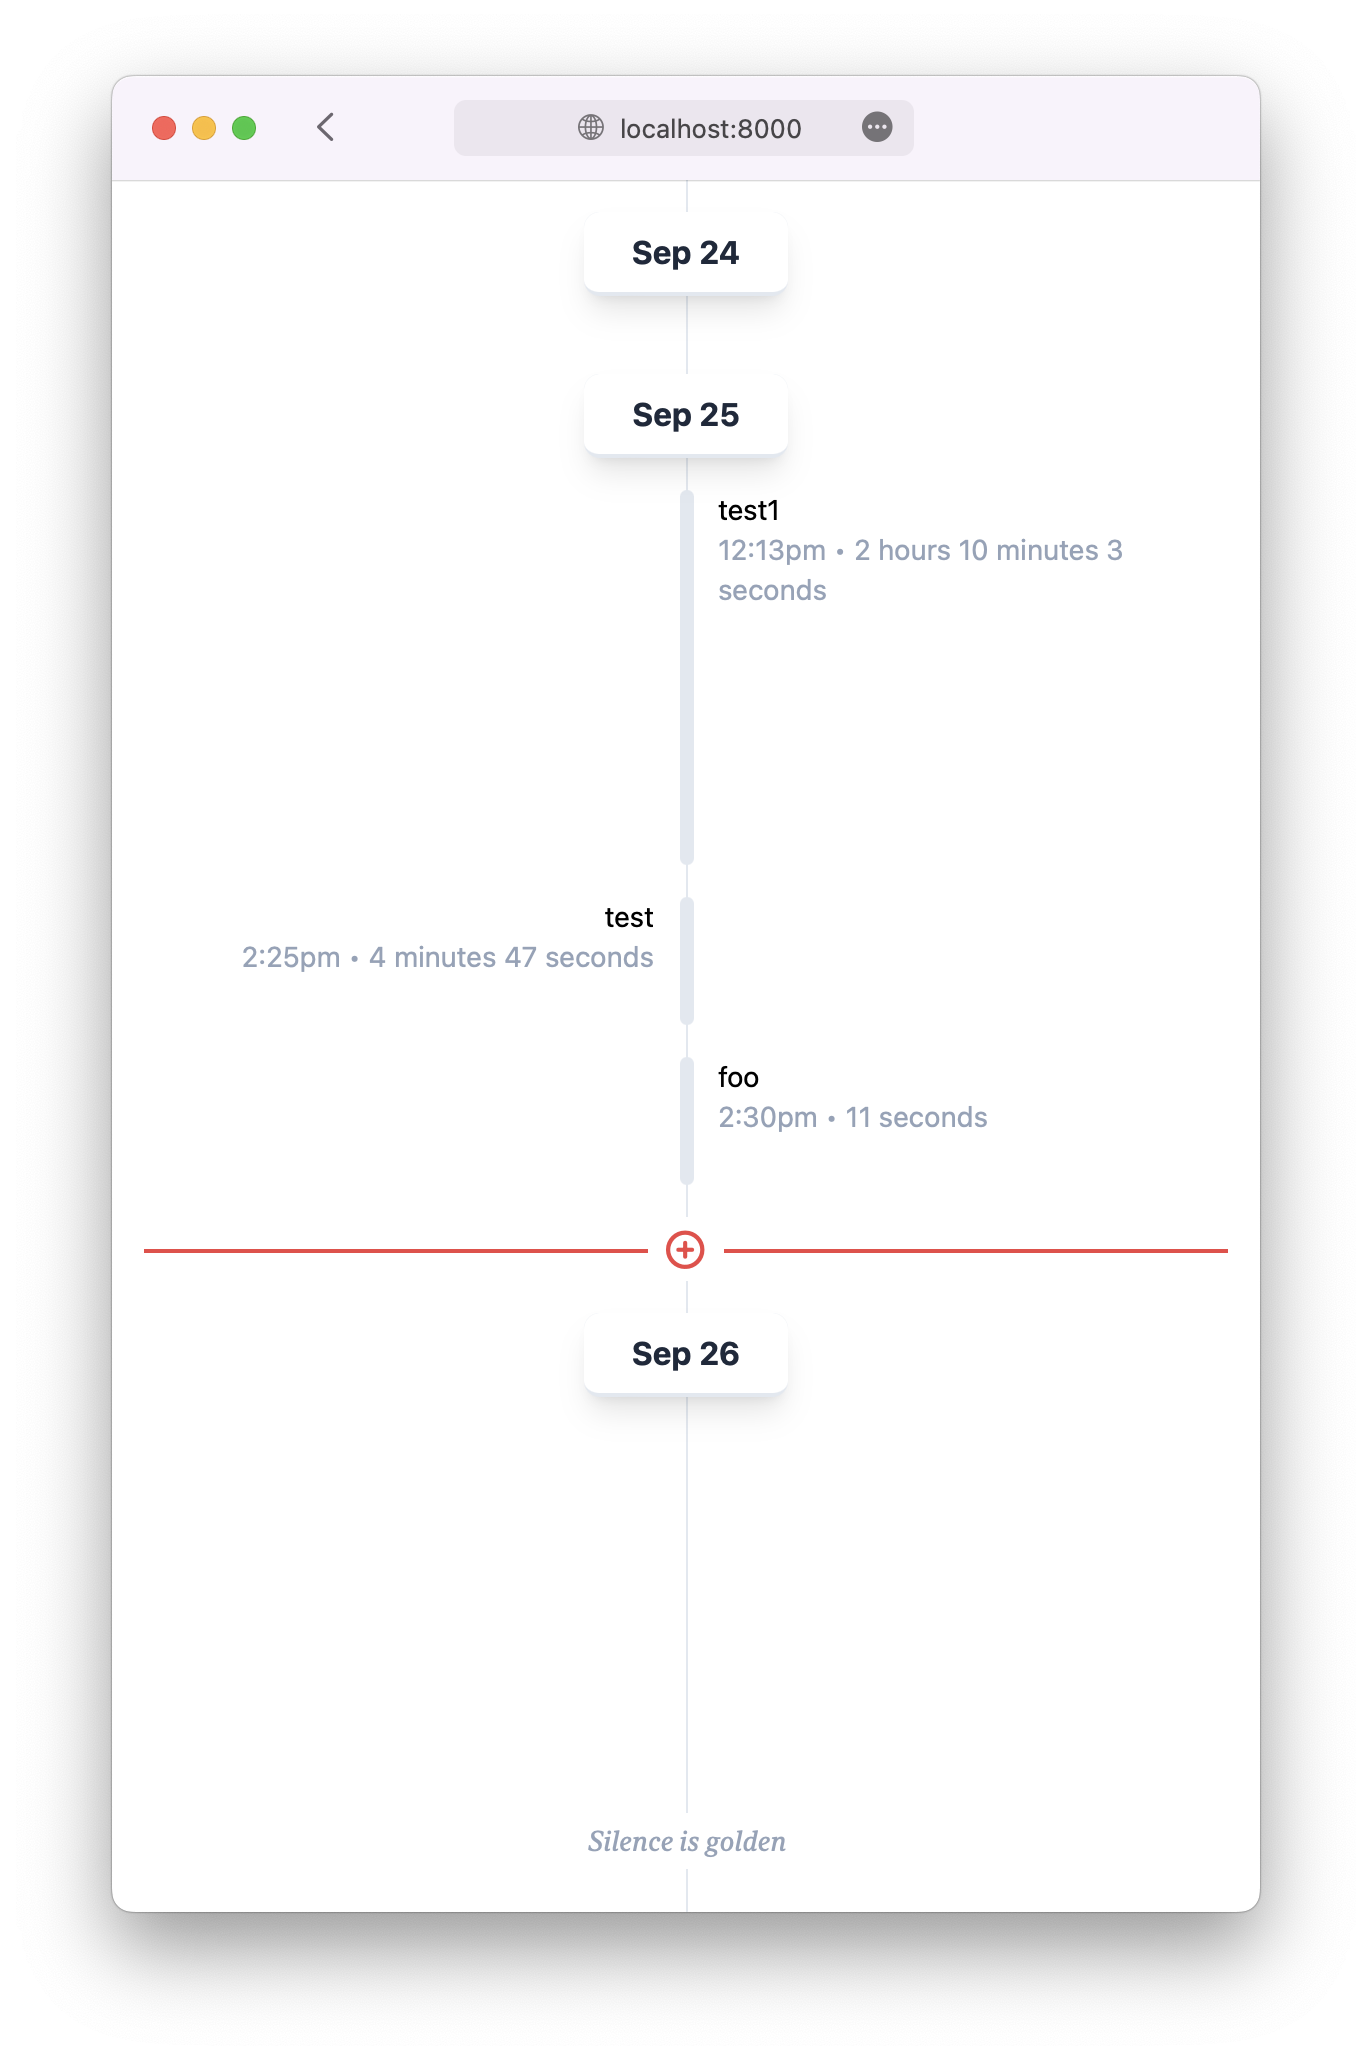 localhost:8000
Sep 24
Sep 25
test1
12:13pm • 2 hours 10 minutes 3
seconds
test
2:25pm • 4 minutes 47 seconds
foo
2:30pm • 11 seconds
Sep 26
Silence is golden